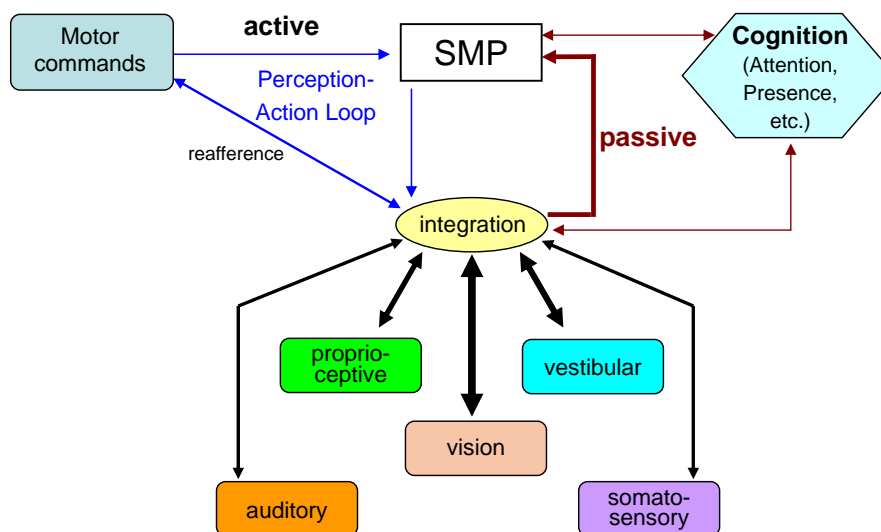 Motor
commands
active
SMP
Cognition
(Attention,
Presence,
etc.)
Perception-
Action Loop
reafference
passive
integration
proprio-
ceptive
vestibular
vision
auditory
somato-
sensory